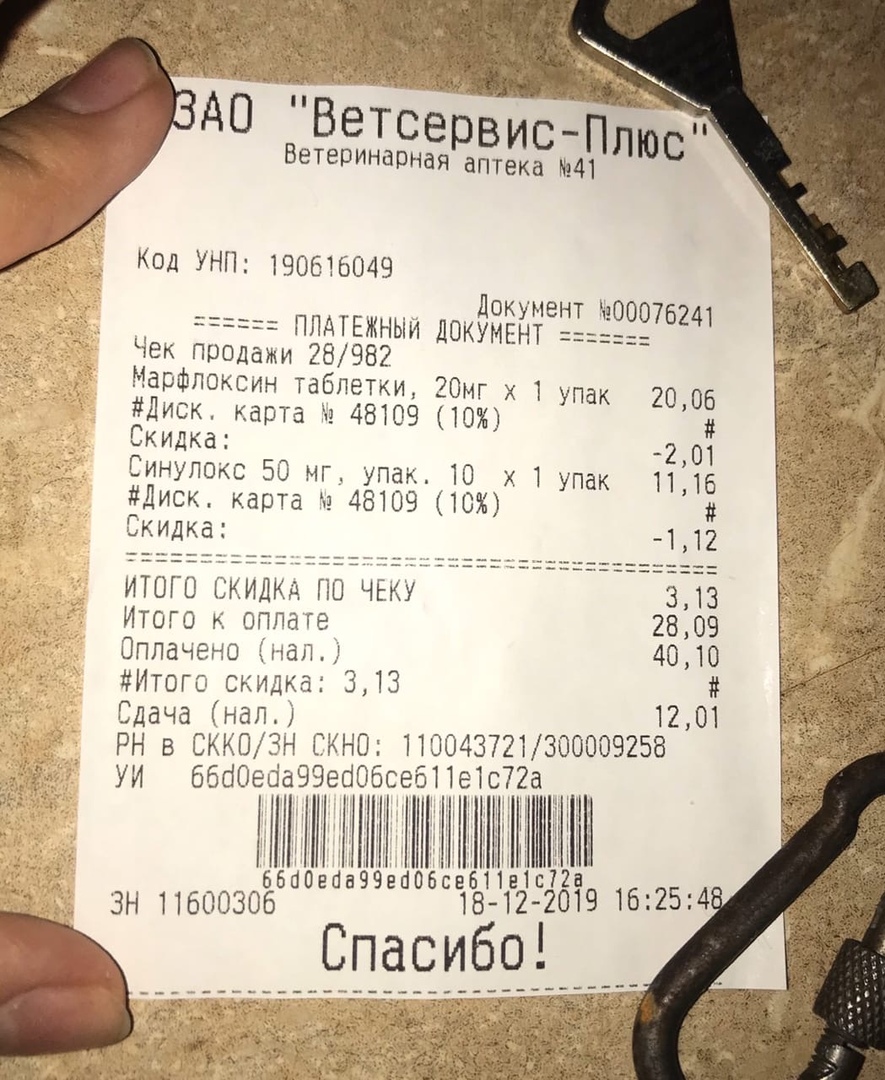 ЗАО "Ветсервис-Плюс"
Ветеринарная аптека №41
Код УНП: 190616049
Документ №00076241
====== ПЛАТЕЖНЫЙ ДОКУМЕНТ =======
Чек продажи 28/982
Марфлоксин таблетки, 20мг x 1 упак 20,06
#Диск. карта № 48109 (10%) #
Скидка: -2,01
Синулокс 50 мг, упак. 10 x 1 упак 11,16
#Диск. карта № 48109 (10%) #
Скидка: -1,12
==========================================
ИТОГО СКИДКА ПО ЧЕКУ 3,13
Итого к оплате 28,09
Оплачено (нал.) 40,10
#Итого скидка: 3,13 #
Сдача (нал.) 12,01
РН в СККО/ЗН СКНО: 110043721/300009258
УИ 66d0eda99ed06ce611e1c72a
66d0eda99ed06ce611e1c72a
ЗН 11600306 18-12-2019 16:25:48
Спасибо!